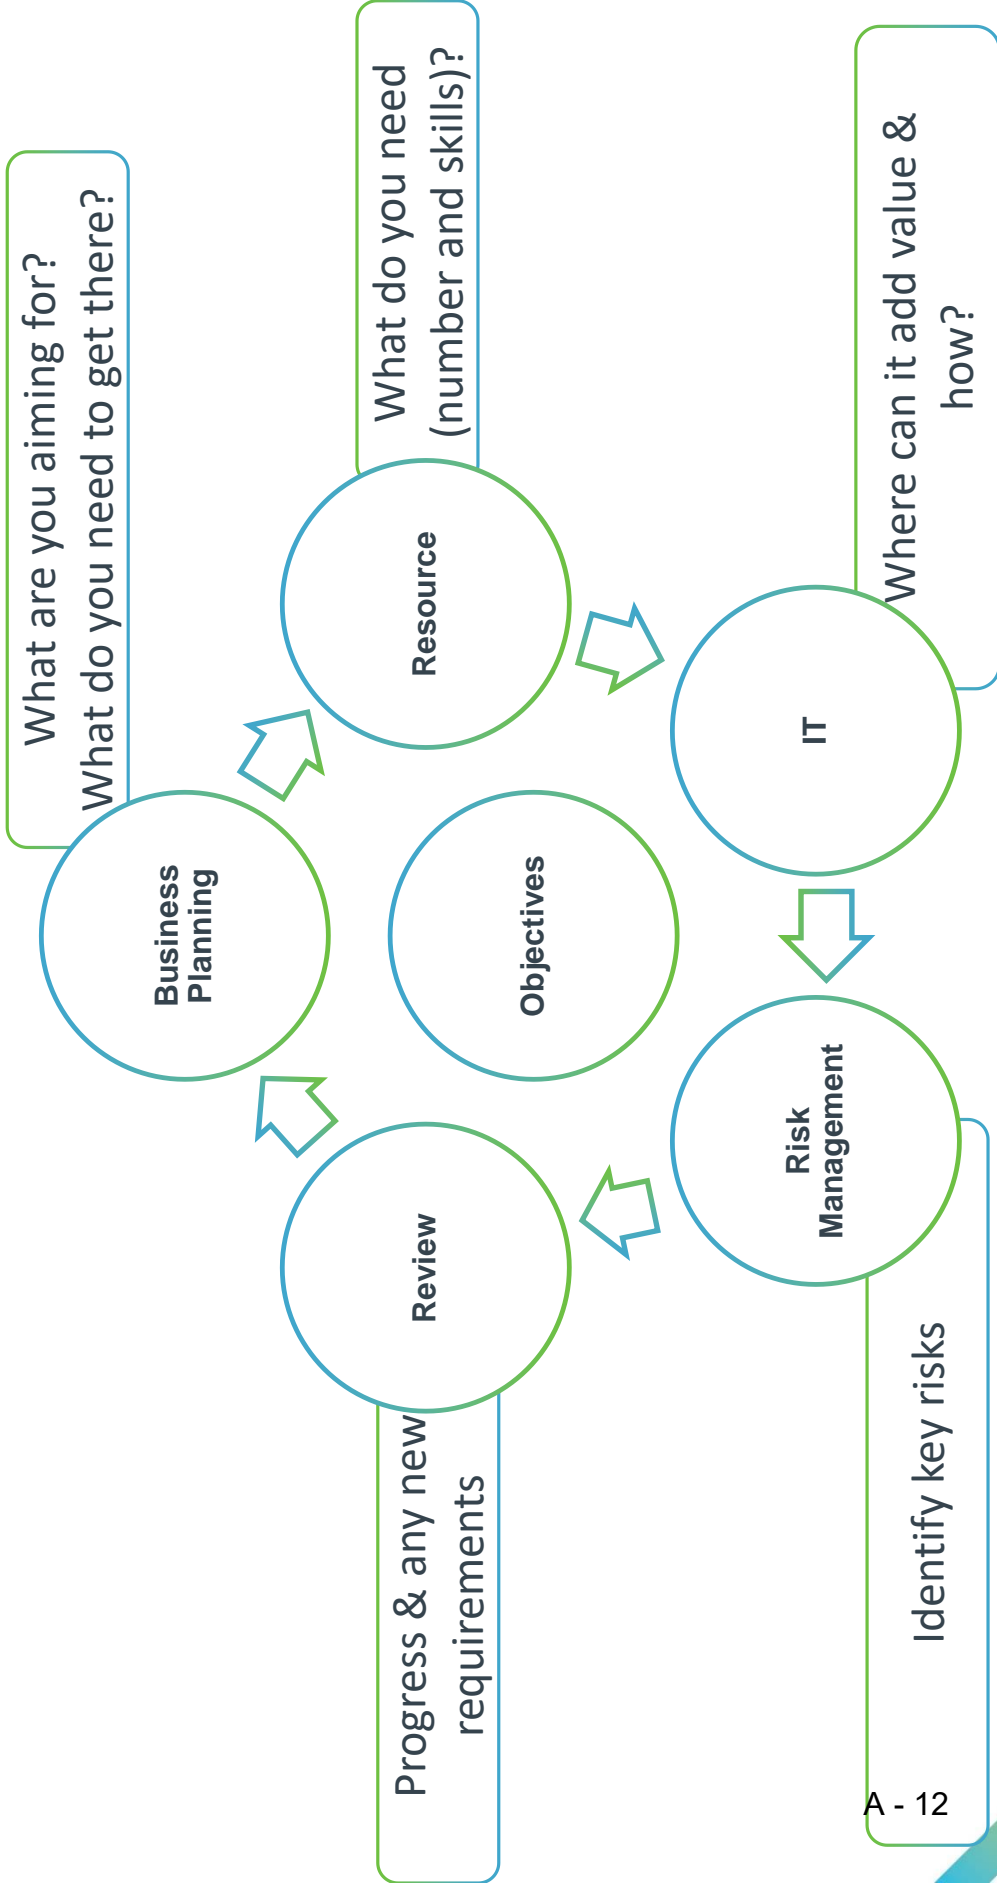 What are you aiming for?
What do you need to get there?
Business
Planning
What do you need
(number and skills)?
Resource
Where can it add value &
how?
IT
Identify key risks
Risk
Management
Progress & any new
requirements
Review
Objectives
A - 12